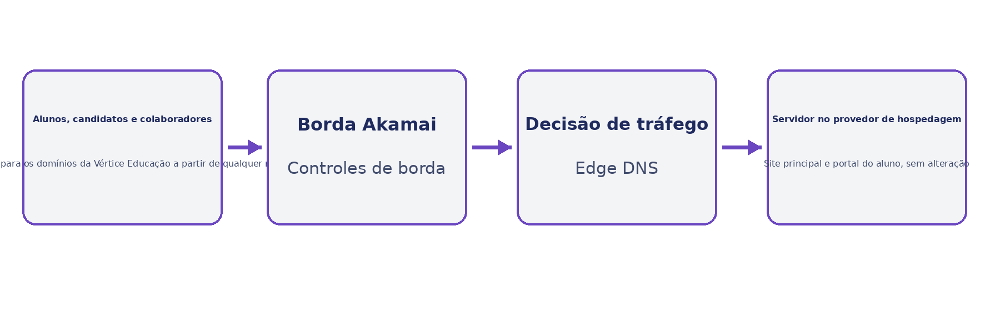 Alunos, candidatos e colaboradores
para os domínios da Vértice Educação a partir de qualquer
Borda Akamai
Controles de borda
Decisão de tráfego
Edge DNS
Servidor no provedor de hospedagem
Site principal e portal do aluno, sem alteração